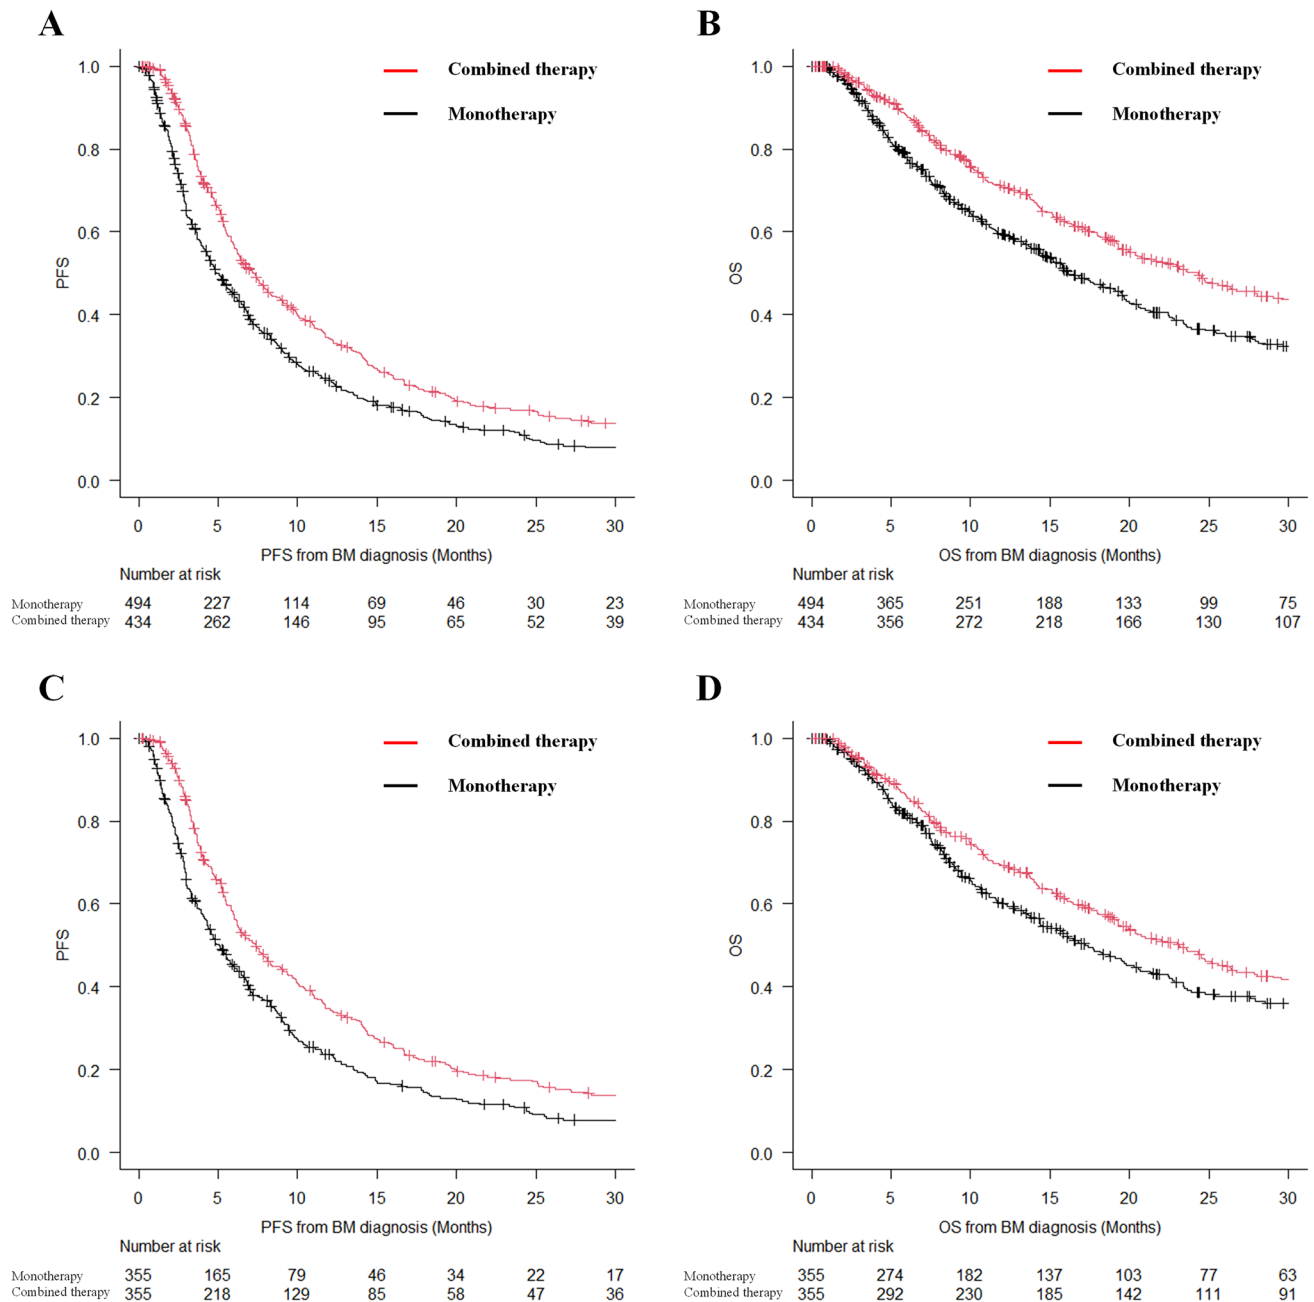 A
Combined therapy
Monotherapy
1.0
0.8
0.6
0.4
0.2
0.0
PFS
0 5 10 15 20 25 30
PFS from BM diagnosis (Months)
Number at risk
Monotherapy 494 227 114 69 46 30 23
Combined therapy 434 262 146 95 65 52 39
B
Combined therapy
Monotherapy
1.0
0.8
0.6
0.4
0.2
0.0
OS
0 5 10 15 20 25 30
OS from BM diagnosis (Months)
Number at risk
Monotherapy 494 365 251 188 133 99 75
Combined therapy 434 356 272 218 166 130 107
C
Combined therapy
Monotherapy
1.0
0.8
0.6
0.4
0.2
0.0
PFS
0 5 10 15 20 25 30
PFS from BM diagnosis (Months)
Number at risk
Monotherapy 355 165 79 46 34 22 17
Combined therapy 355 218 129 85 58 47 36
D
Combined therapy
Monotherapy
1.0
0.8
0.6
0.4
0.2
0.0
OS
0 5 10 15 20 25 30
OS from BM diagnosis (Months)
Number at risk
Monotherapy 355 274 182 137 103 77 63
Combined therapy 355 292 230 185 142 111 91